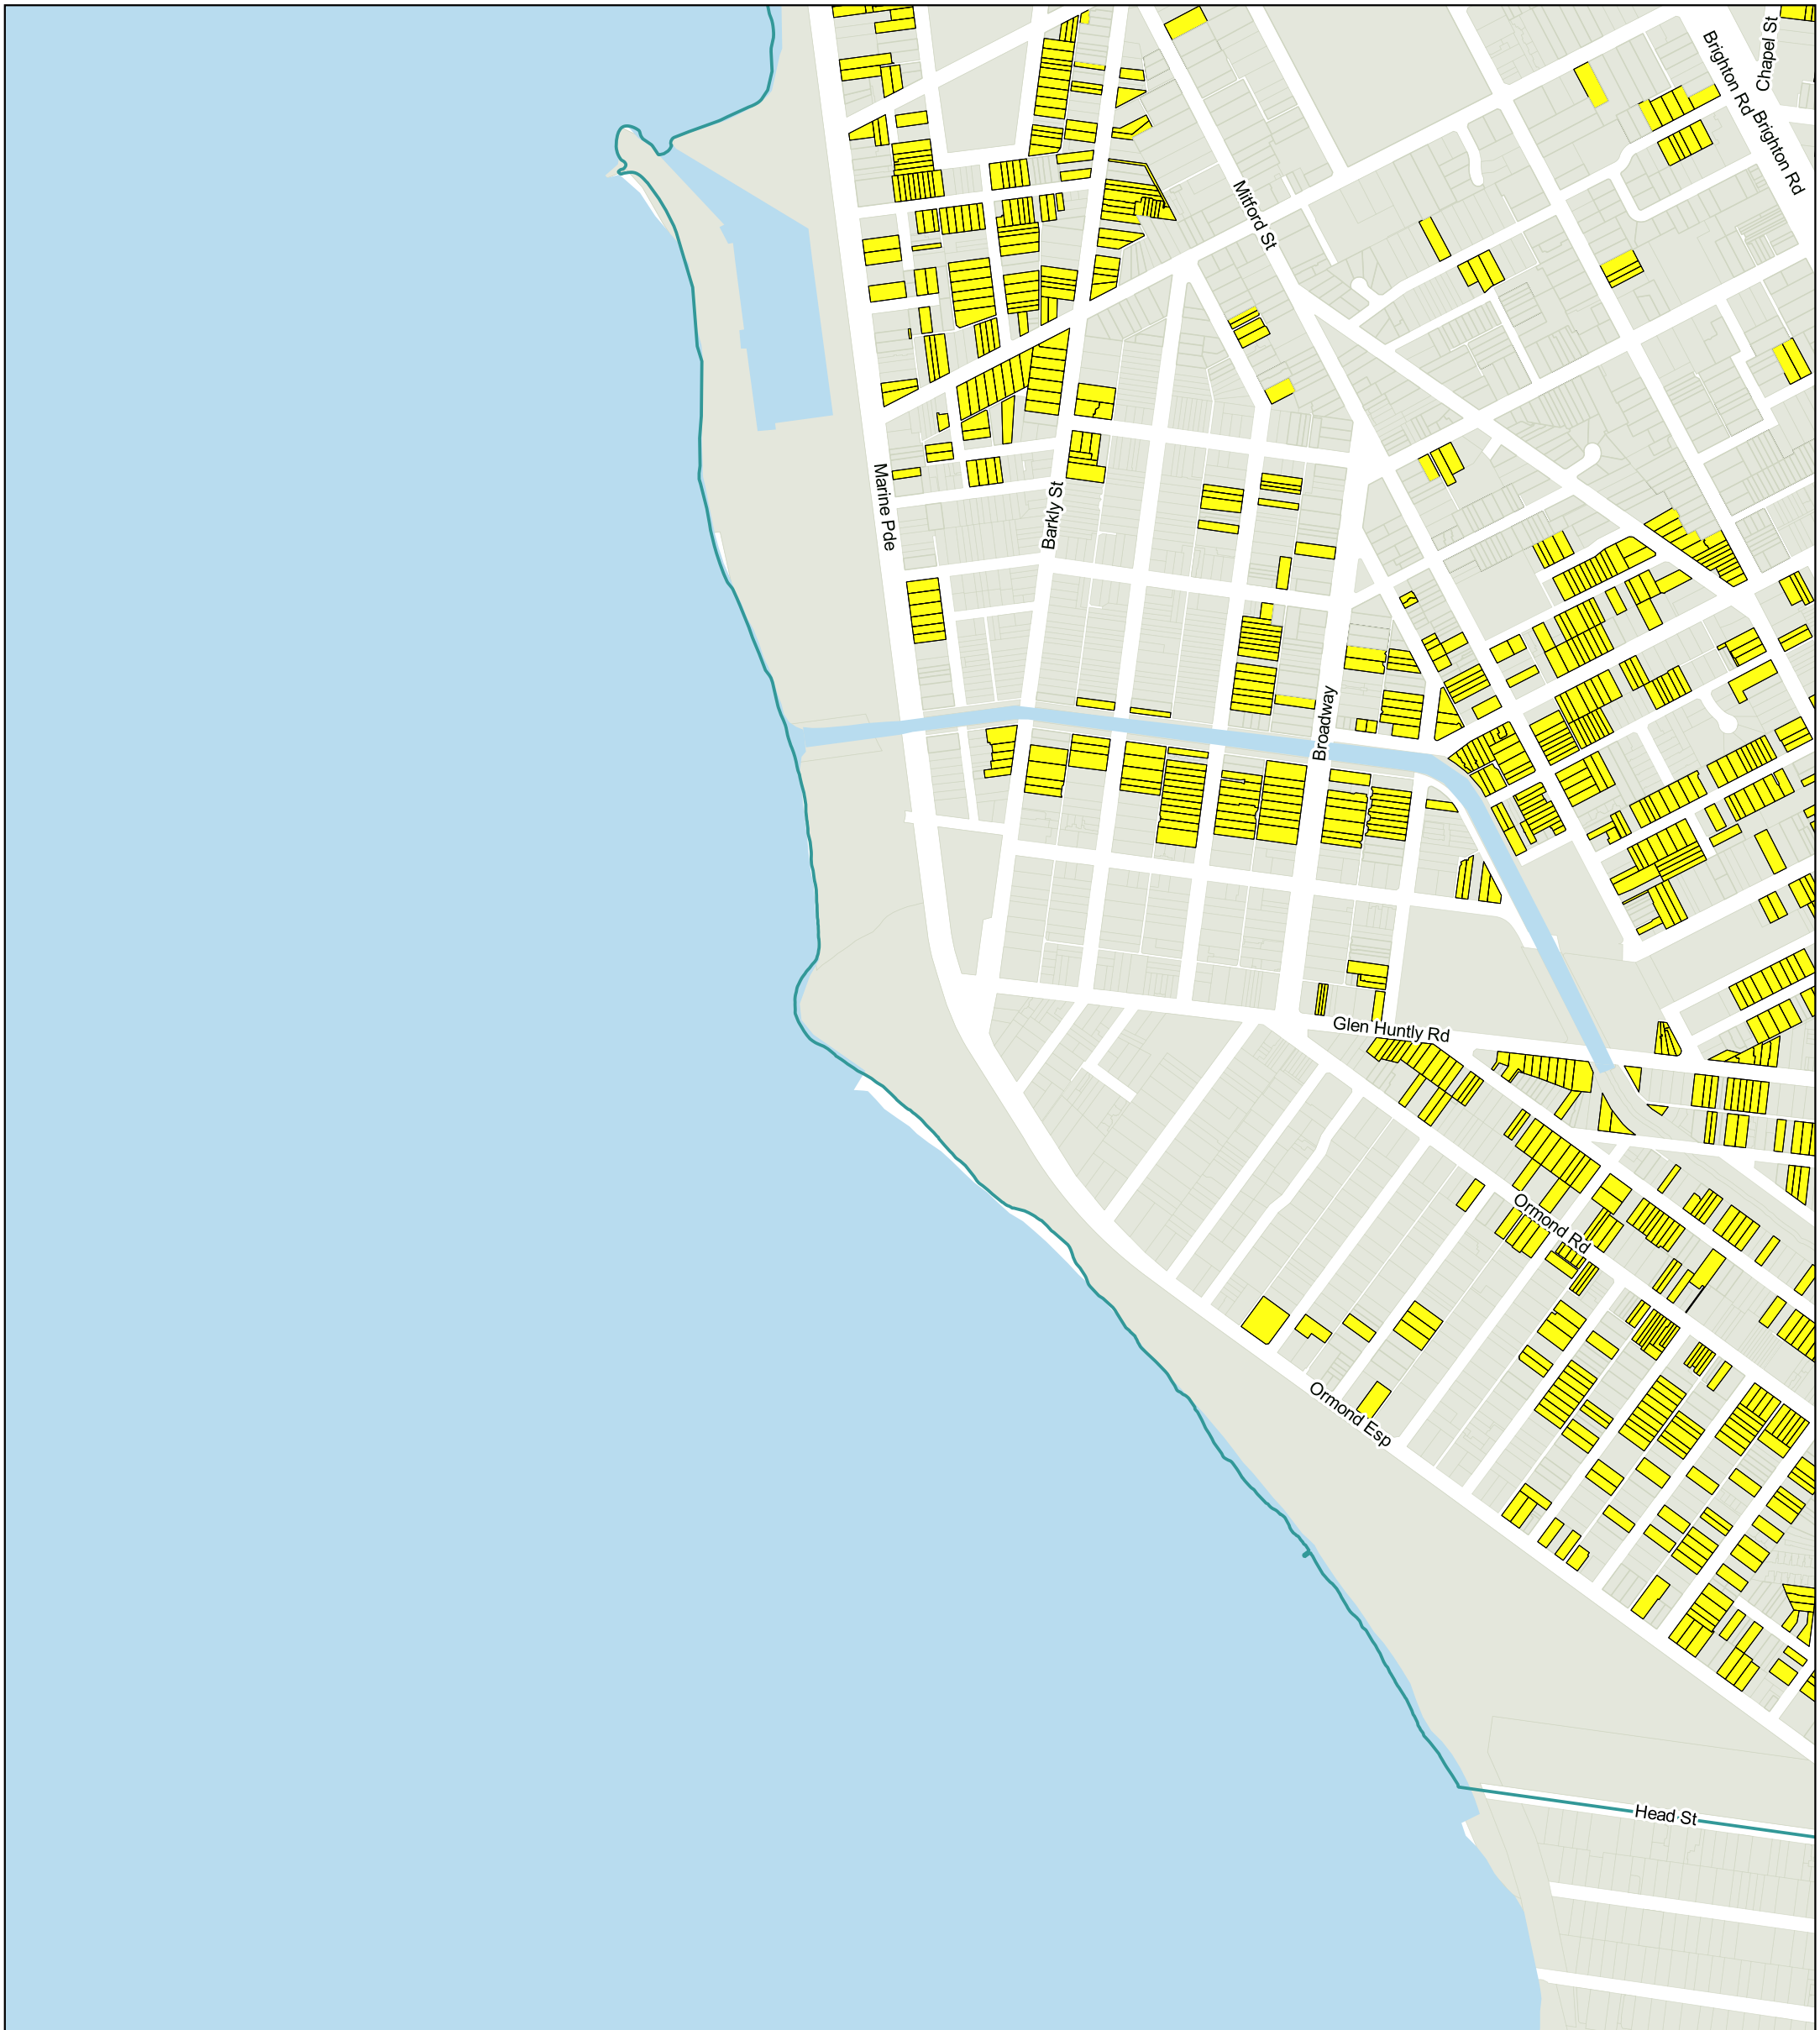 Chapel St
Brighton Rd
Brighton Rd
Mitford St
Marine Pde
Barkly St
Broadway
Glen Huntly Rd
Ormond Rd
Ormond Esp
Head St